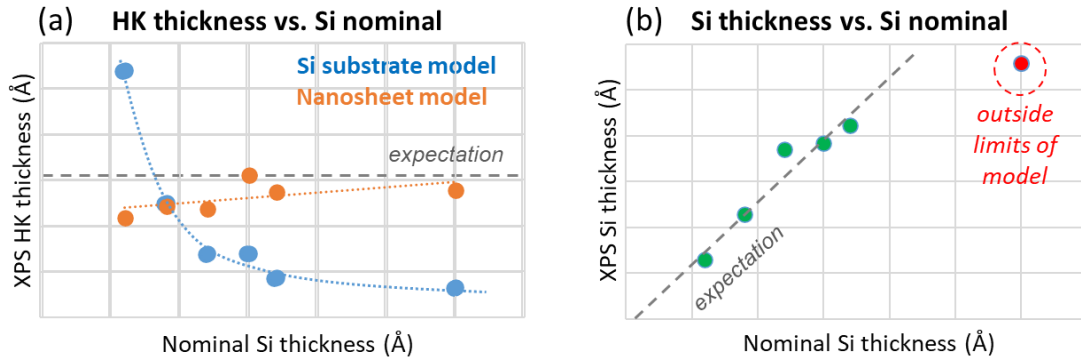 (a) HK thickness vs. Si nominal
Si substrate model
Nanosheet model
expectation
XPS HK thickness (Å)
Nominal Si thickness (Å)
(b) Si thickness vs. Si nominal
outside
limits of
model
expectation
XPS Si thickness (Å)
Nominal Si thickness (Å)